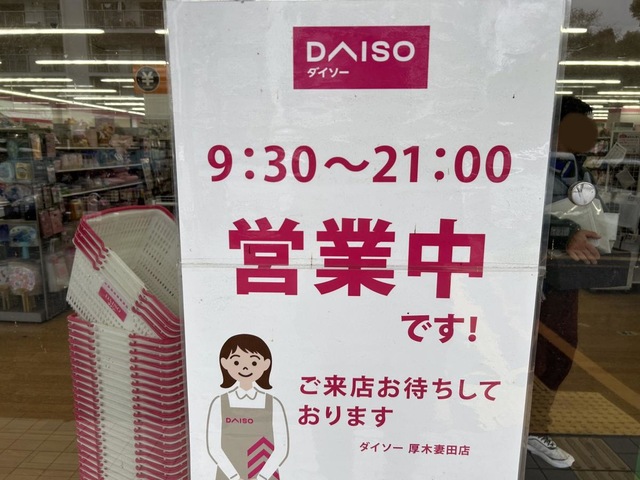 DAISO
ダイソー
9:30～21:00
営業中
です!
ご来店お待ちして
おります
ダイソー 厚木妻田店
DAISO
¥